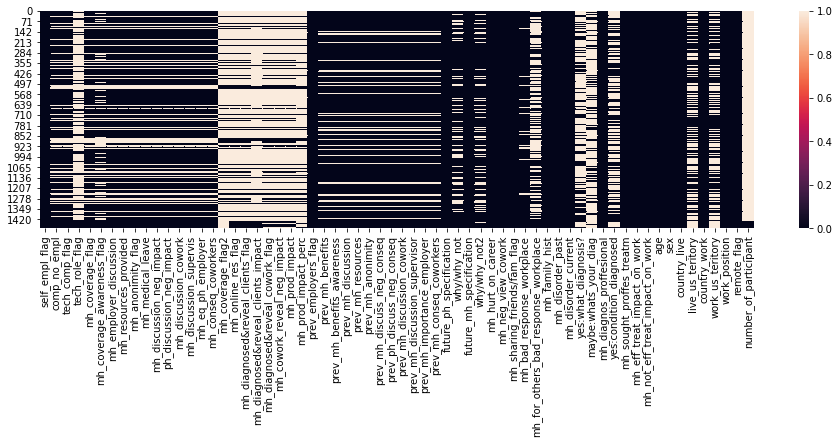 0
71
142
213
284
355
426
497
568
639
710
781
852
923
994
1065
1136
1207
1278
1349
1420
1.0
0.8
0.6
0.4
0.2
0.0
self_empl_flag
comp_no_empl
tech_comp_flag
tech_role_flag
mh_coverage_flag
mh_coverage_awareness_flag
mh_employer_discussion
mh_resources_provided
mh_anonimity_flag
mh_medical_leave
mh_discussion_neg_impact
ph_discussion_neg_impact
mh_discussion_cowork
mh_discussion_supervis
mh_eq_ph_employer
mh_conseq_coworkers
mh_coverage_flag2
mh_online_res_flag
mh_diagnosed&reveal_clients_flag
mh_diagnosed&reveal_clients_impact
mh_diagnosed&reveal_cowork_flag
mh_cowork_reveal_neg_impact
mh_prod_impact
mh_prod_impact_perc
prev_employers_flag
prev_mh_benefits
prev_mh_benefits_awareness
prev_mh_discussion
prev_mh_resources
prev_mh_anonimity
prev_mh_discuss_neg_conseq
prev_ph_discuss_neg_conseq
prev_mh_discussion_cowork
prev_mh_discussion_supervisor
prev_mh_importance_employer
prev_mh_conseq_coworkers
future_ph_specification
why/why_not
future_mh_specification
why/why_not2
mh_hurt_on_career
mh_neg_view_cowork
mh_sharing_friends/fam_flag
mh_bad_response_workplace
mh_for_others_bad_response_workplace
mh_family_hist
mh_disorder_past
mh_disorder_current
yes:what_diagnosis?
maybe:whats_your_diag
mh_diagnos_proffesional
yes:condition_diagnosed
mh_sought_proffes_treatm
mh_eff_treat_impact_on_work
mh_not_eff_treat_impact_on_work
age
sex
country_live
live_us_teritory
country_work
work_us_teritory
work_position
remote_flag
number_of_participant